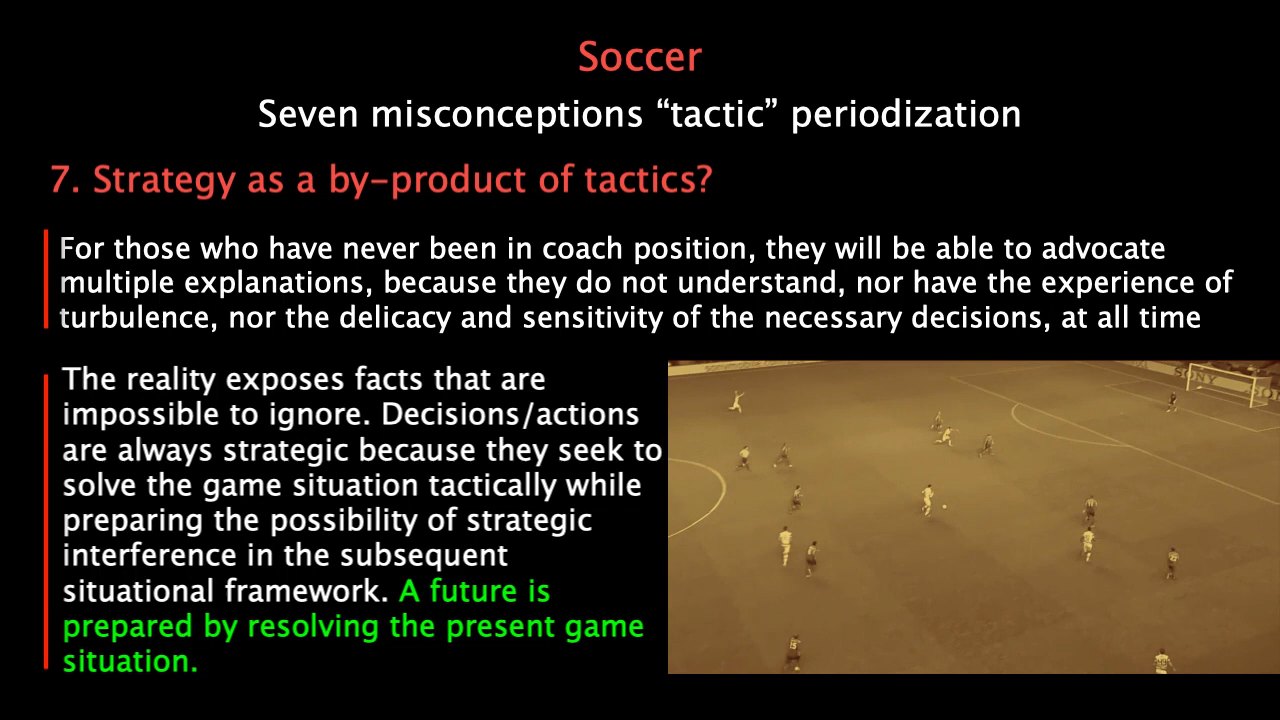 Soccer
Seven misconceptions “tactic” periodization
7. Strategy as a by-product of tactics?
For those who have never been in coach position, they will be able to advocate
multiple explanations, because they do not understand, nor have the experience of
turbulence, nor the delicacy and sensitivity of the necessary decisions, at all time
The reality exposes facts that are
impossible to ignore. Decisions/actions
are always strategic because they seek to
solve the game situation tactically while
preparing the possibility of strategic
interference in the subsequent
situational framework. A future is
prepared by resolving the present game
situation.
SONY